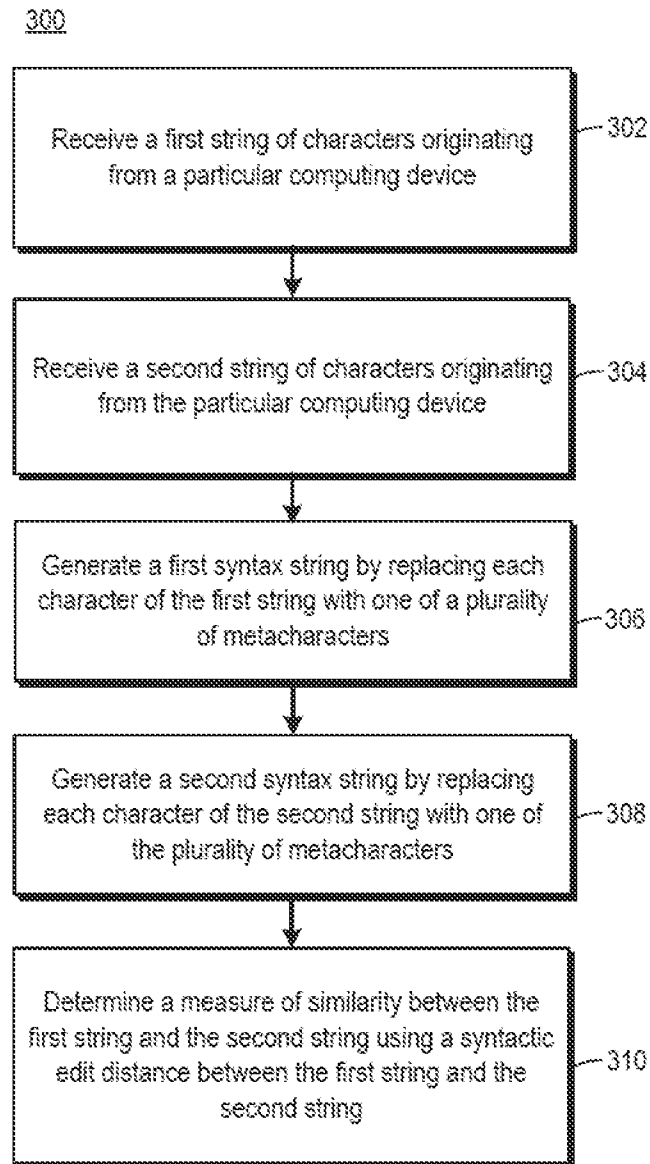 300
Receive a first string of characters originating
from a particular computing device
302
Receive a second string of characters originating
from the particular computing device
304
Generate a first syntax string by replacing each
character of the first string with one of a plurality
of metacharacters
306
Generate a second syntax string by replacing
each character of the second string with one of
the plurality of metacharacters
308
Determine a measure of similarity between the
first string and the second string using a syntactic
edit distance between the first string and the
second string
310